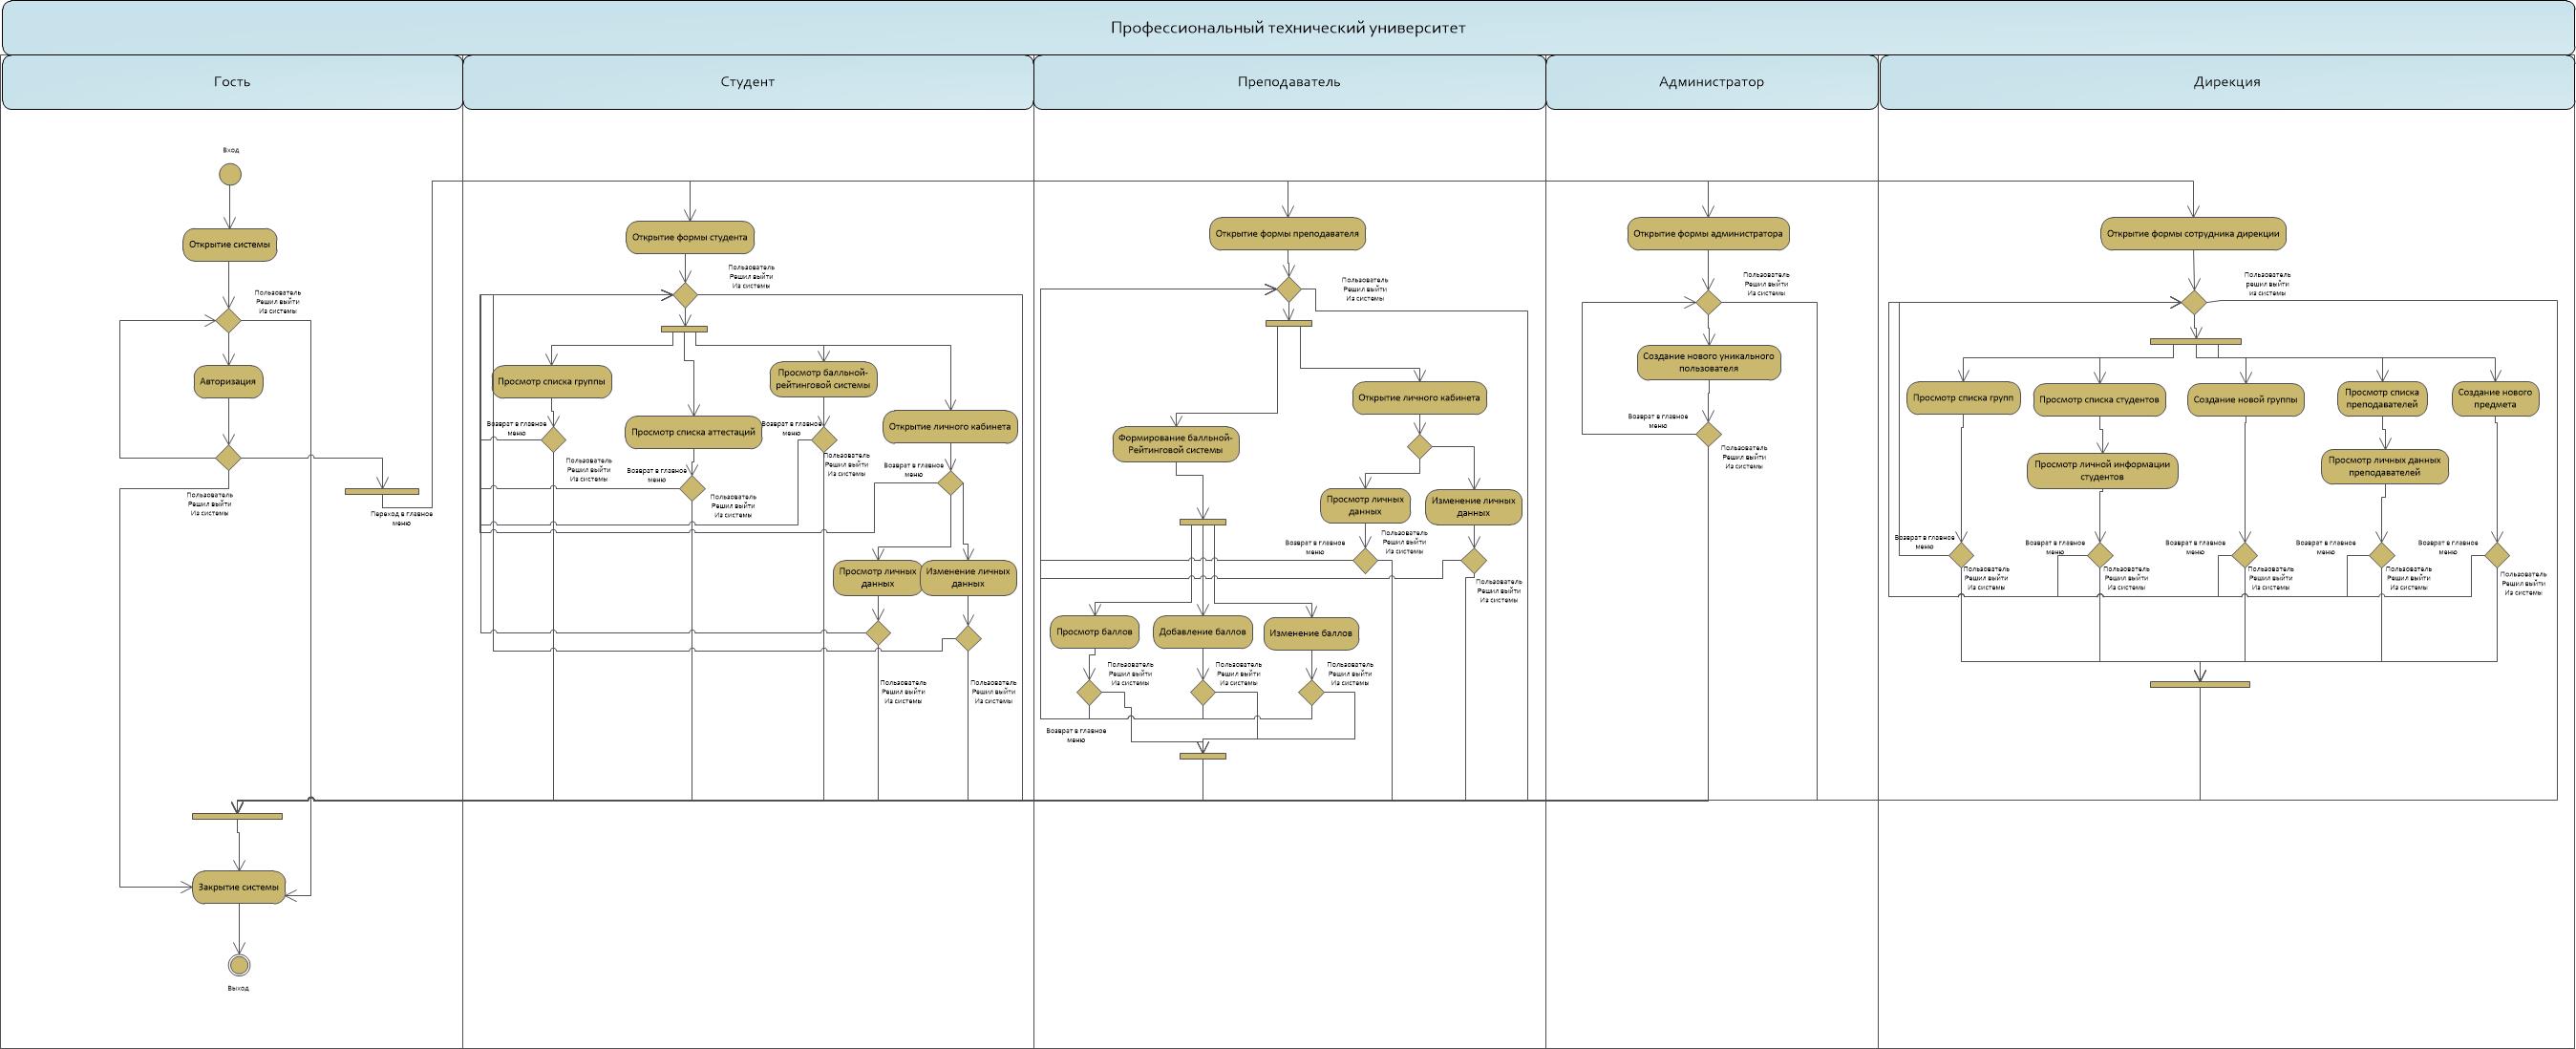 Профессиональный технический университет
Гость
Студент
Преподаватель
Администратор
Дирекция
Вход
Открытие системы
Пользователь
Решил выйти
Из системы
Авторизация
Пользователь
Решил выйти
Из системы
Переход в главное
меню
Закрытие системы
Выход
Открытие формы студента
Пользователь
Решил выйти
Из системы
Просмотр списка группы
Просмотр балльной-
рейтинговой системы
Просмотр списка аттестаций
Открытие личного кабинета
Возврат в главное
меню
Возврат в главное
меню
Пользователь
Решил выйти
Из системы
Пользователь
Решил выйти
Из системы
Возврат в главное
меню
Возврат в главное
меню
Пользователь
Решил выйти
Из системы
Просмотр личных
данных
Изменение личных
данных
Пользователь
Решил выйти
Из системы
Пользователь
Решил выйти
Из системы
Открытие формы преподавателя
Пользователь
Решил выйти
Из системы
Открытие личного кабинета
Формирование балльной-
Рейтинговой системы
Просмотр личных
данных
Изменение личных
данных
Возврат в главное
меню
Пользователь
Решил выйти
Из системы
Пользователь
Решил выйти
Из системы
Просмотр баллов
Добавление баллов
Изменение баллов
Пользователь
Решил выйти
Из системы
Пользователь
Решил выйти
Из системы
Пользователь
Решил выйти
Из системы
Возврат в главное
меню
Открытие формы администратора
Пользователь
Решил выйти
Из системы
Создание нового уникального
пользователя
Возврат в главное
меню
Пользователь
Решил выйти
Из системы
Открытие формы сотрудника дирекции
Пользователь
решил выйти
из системы
Просмотр списка групп
Просмотр списка студентов
Создание новой группы
Просмотр списка
преподавателей
Создание нового
предмета
Просмотр личной информации
студентов
Просмотр личных данных
преподавателей
Возврат в главное
меню
Возврат в главное
меню
Возврат в главное
меню
Возврат в главное
меню
Возврат в главное
меню
Пользователь
Решил выйти
Из системы
Пользователь
Решил выйти
Из системы
Пользователь
Решил выйти
Из системы
Пользователь
Решил выйти
Из системы
Пользователь
Решил выйти
Из системы